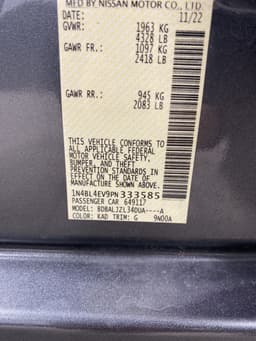 MFD BY NISSAN MOTOR CO., LTD.
DATE: 11/22
GVWR: 1963 KG
4328 LB
GAWR FR: 1097 KG
2418 LB
GAWR RR: 945 KG
2083 LB
THIS VEHICLE CONFORMS TO
ALL APPLICABLE FEDERAL
MOTOR VEHICLE SAFETY,
BUMPER, AND THEFT
PREVENTION STANDARDS IN
EFFECT ON THE DATE OF
MANUFACTURE SHOWN ABOVE.
1N4BL4EV9PN333585
PASSENGER CAR 649117
MODEL: BDBALJZL34OUA----A
COLOR: KAD TRIM: G 9N00A